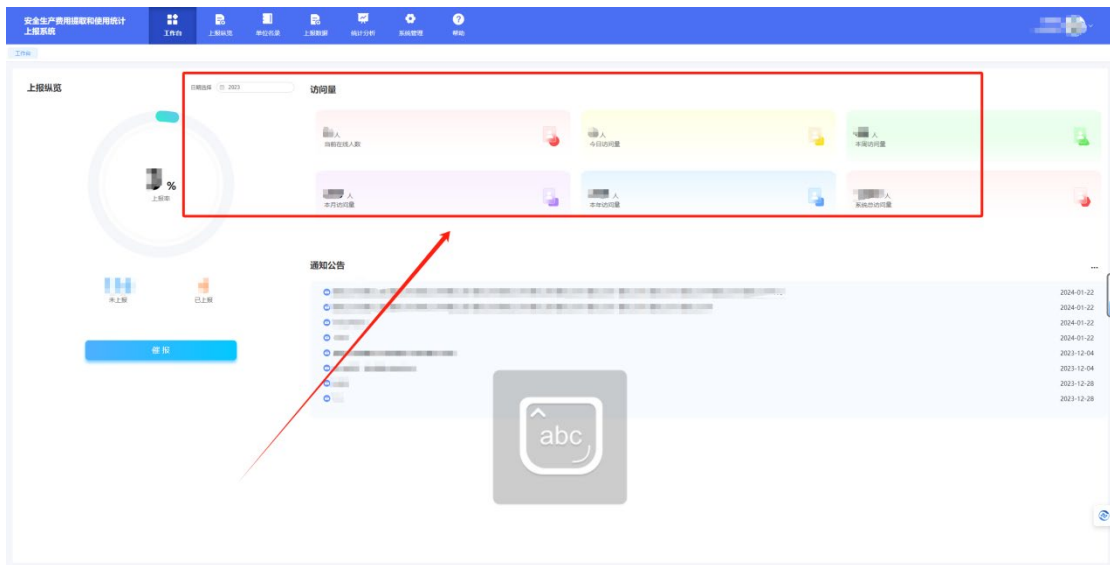 安全生产费用提取和使用统计
上报系统
工作台
上报纵览
单位名录
上报数据
统计分析
系统管理
帮助
工作台
上报纵览
日期选择
2023
访问量
人
当前在线人数
人
今日访问量
人
本周访问量
%
上报率
人
本月访问量
人
本年访问量
人
系统总访问量
通知公告
...
未上报
已上报
催报
2024-01-22
2024-01-22
2024-01-22
2024-01-22
2023-12-04
2023-12-04
2023-12-28
2023-12-28
abc